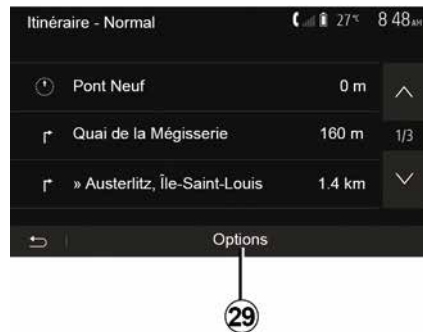 Itinéraire - Normal 27°C 8 48AM
Pont Neuf 0 m
Quai de la Mégisserie 160 m
1/3
» Austerlitz, Île-Saint-Louis 1.4 km
Options
29